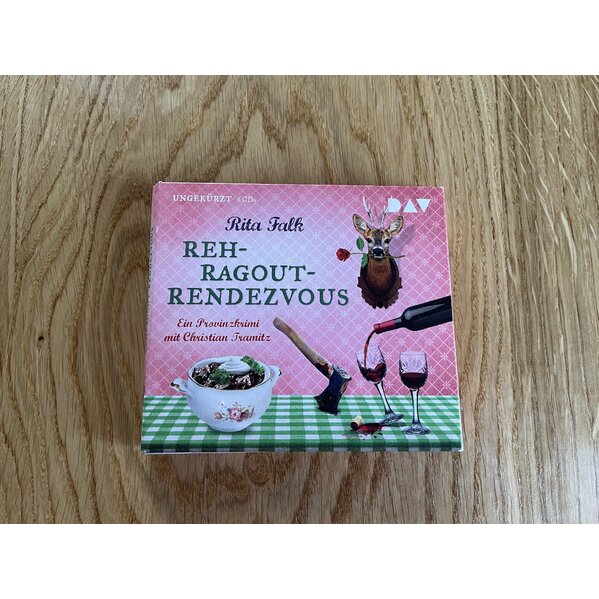 UNGEKÜRZT 6 CDs
DAV
Rita Falk
REH-
RAGOUT-
RENDEZVOUS
Ein Provinzkrimi
mit Christian Tramitz